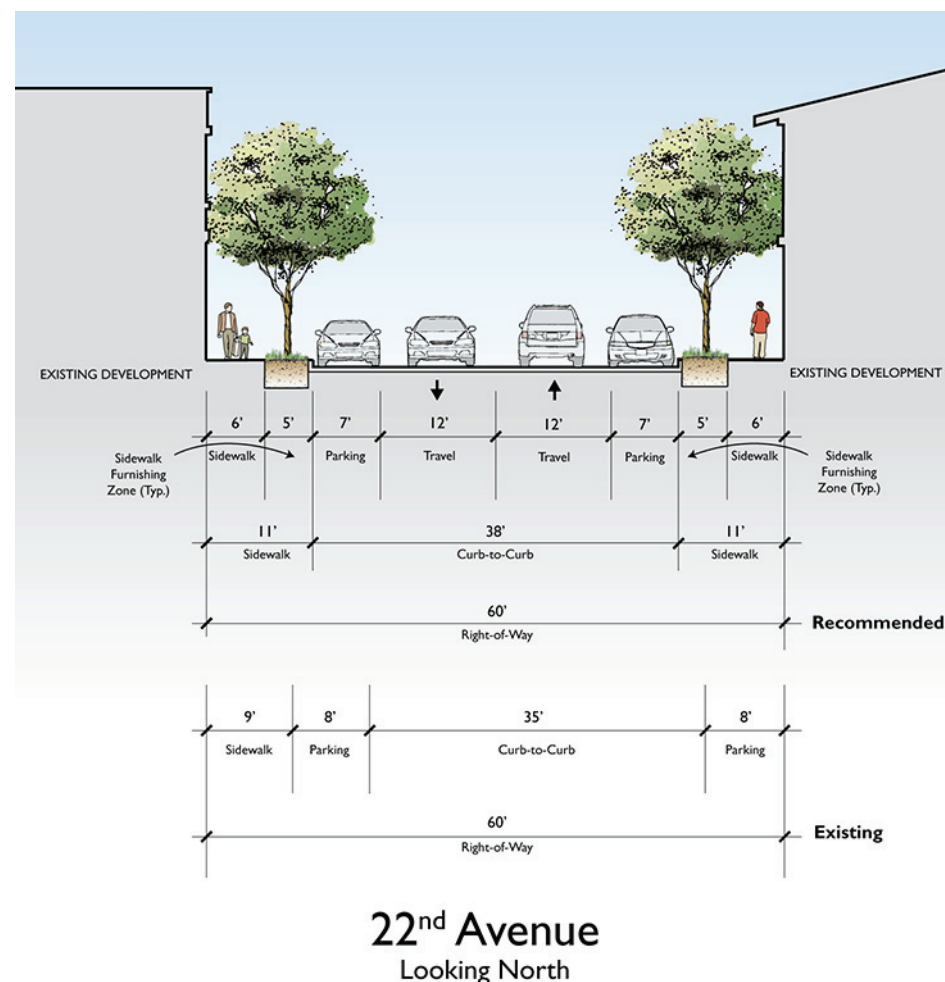 EXISTING DEVELOPMENT
EXISTING DEVELOPMENT
6' 5' 7' 12' 12' 7' 5' 6'
Sidewalk
Furnishing
Zone (Typ.)
Sidewalk Parking Travel Travel Parking Sidewalk
Sidewalk
Furnishing
Zone (Typ.)
11' 38' 11'
Sidewalk Curb-to-Curb Sidewalk
60'
Right-of-Way
Recommended
9' 8' 35' 8'
Sidewalk Parking Curb-to-Curb Parking
60'
Right-of-Way
Existing
22nd Avenue
Looking North